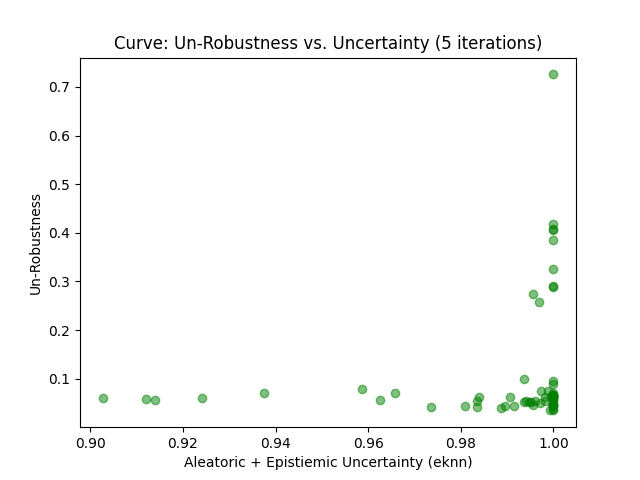 Curve: Un-Robustness vs. Uncertainty (5 iterations)
Un-Robustness
0.7
0.6
0.5
0.4
0.3
0.2
0.1
0.90 0.92 0.94 0.96 0.98 1.00
Aleatoric + Epistiemic Uncertainty (eknn)